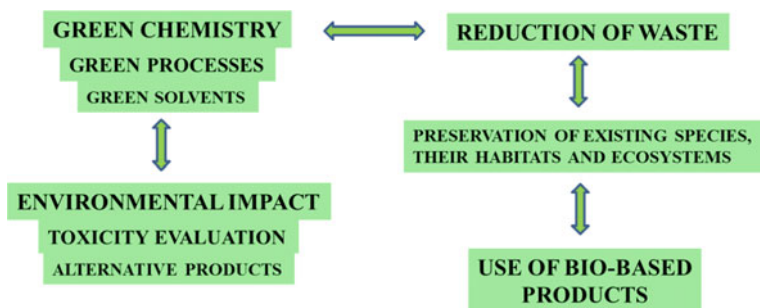 GREEN CHEMISTRY
GREEN PROCESSES
GREEN SOLVENTS
REDUCTION OF WASTE
PRESERVATION OF EXISTING SPECIES,
THEIR HABITATS AND ECOSYSTEMS
ENVIRONMENTAL IMPACT
TOXICITY EVALUATION
ALTERNATIVE PRODUCTS
USE OF BIO-BASED
PRODUCTS